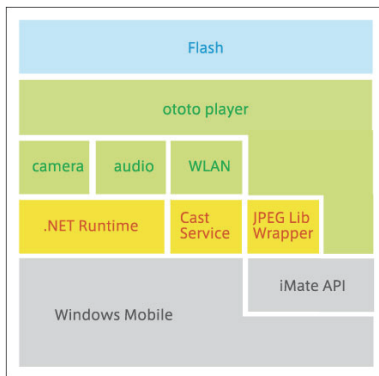 Flash
ototo player
camera audio WLAN
.NET Runtime
Cast
Service
JPEG Lib
Wrapper
iMate API
Windows Mobile